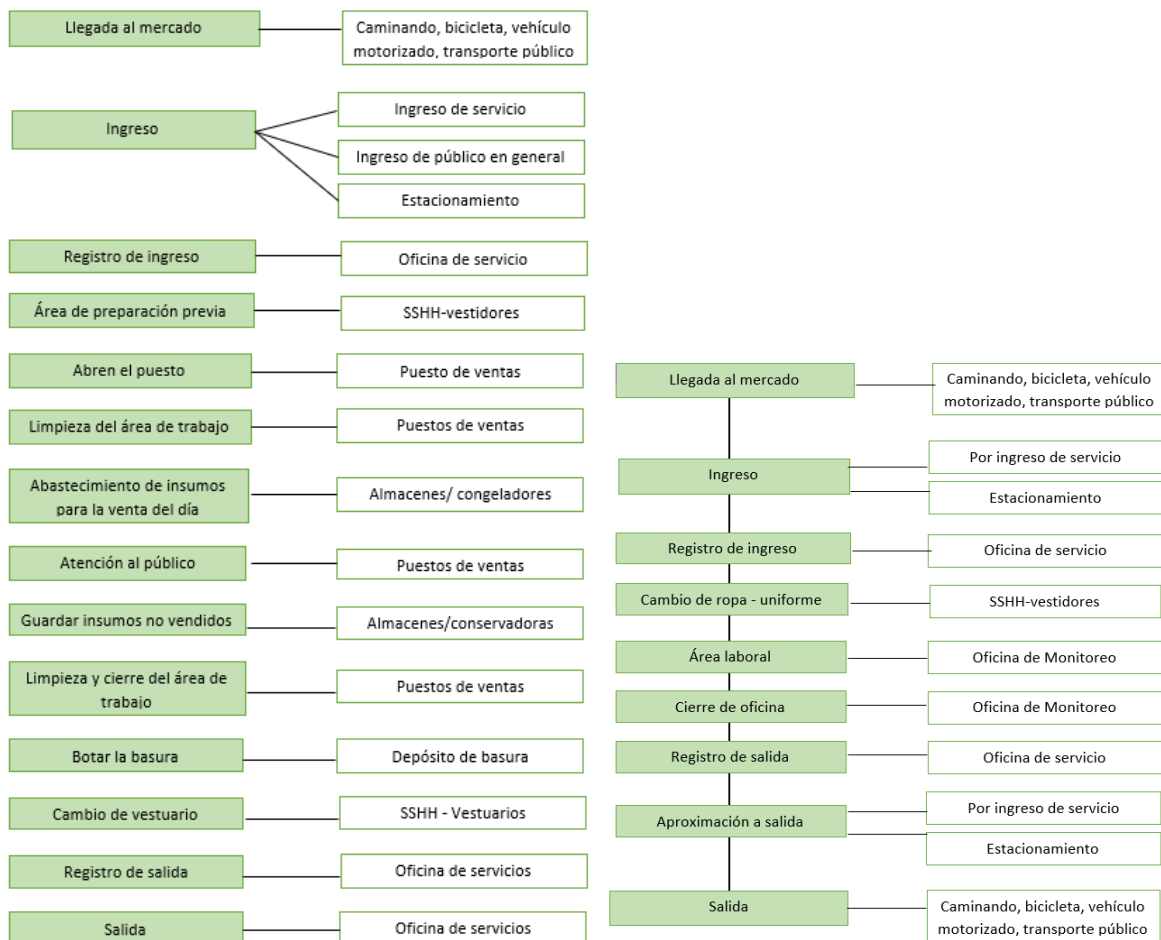 Llegada al mercado
Caminando, bicicleta, vehículo
motorizado, transporte público
Ingreso
Ingreso de servicio
Ingreso de público en general
Estacionamiento
Registro de ingreso
Oficina de servicio
Área de preparación previa
SSHH-vestidores
Abren el puesto
Puesto de ventas
Limpieza del área de trabajo
Puestos de ventas
Abastecimiento de insumos
para la venta del día
Almacenes/ congeladores
Atención al público
Puestos de ventas
Guardar insumos no vendidos
Almacenes/conservadoras
Limpieza y cierre del área de
trabajo
Puestos de ventas
Botar la basura
Depósito de basura
Cambio de vestuario
SSHH - Vestuarios
Registro de salida
Oficina de servicios
Salida
Oficina de servicios
Llegada al mercado
Caminando, bicicleta, vehículo
motorizado, transporte público
Ingreso
Por ingreso de servicio
Estacionamiento
Registro de ingreso
Oficina de servicio
Cambio de ropa - uniforme
SSHH-vestidores
Área laboral
Oficina de Monitoreo
Cierre de oficina
Oficina de Monitoreo
Registro de salida
Oficina de servicio
Aproximación a salida
Por ingreso de servicio
Estacionamiento
Salida
Caminando, bicicleta, vehículo
motorizado, transporte público